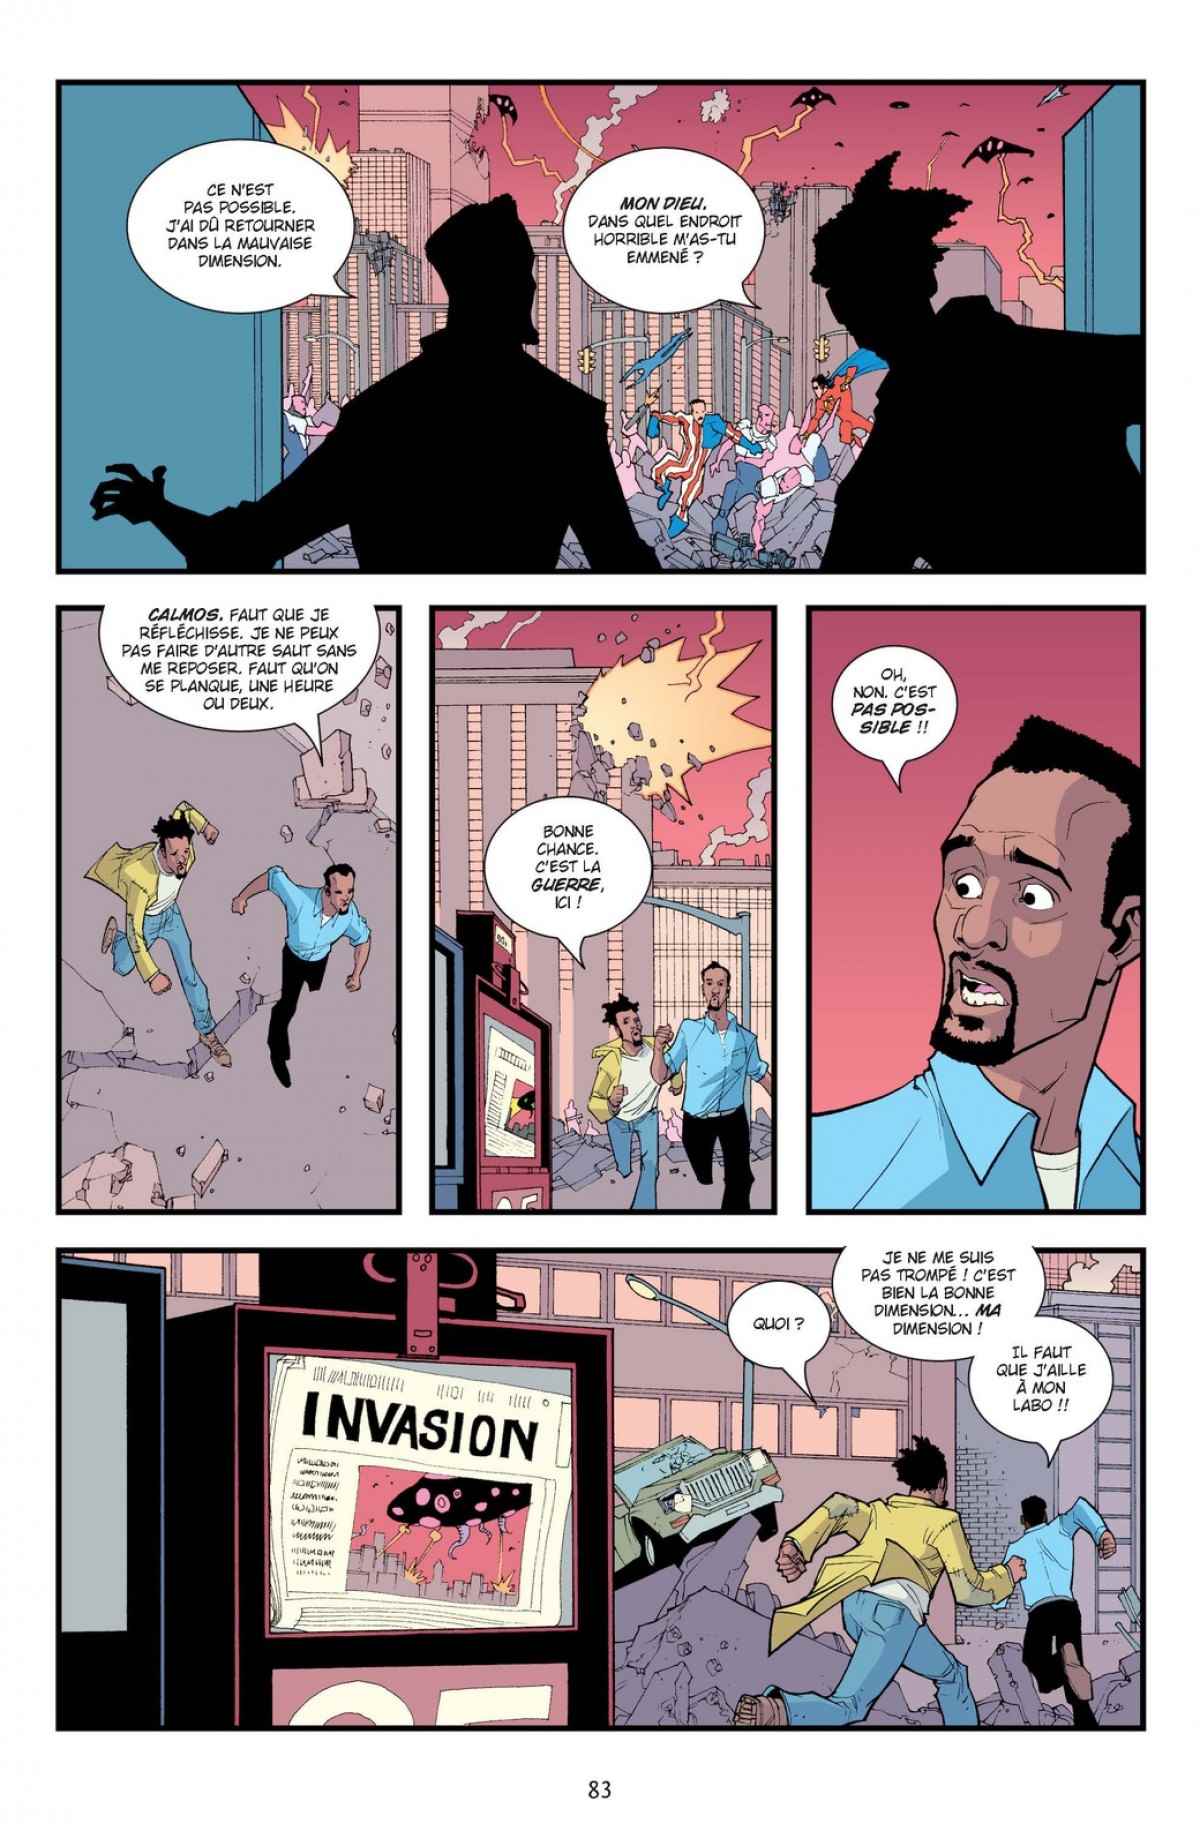 CE N'EST
PAS POSSIBLE.
J'AI DÛ RETOURNER
DANS LA MAUVAISE
DIMENSION.
MON DIEU.
DANS QUEL ENDROIT
HORRIBLE M'AS-TU
EMMENÉ ?
CALMOS. FAUT QUE JE
RÉFLÉCHISSE. JE NE PEUX
PAS FAIRE D'AUTRE SAUT SANS
ME REPOSER. FAUT QU'ON
SE PLANQUE, UNE HEURE
OU DEUX.
BONNE
CHANCE.
C'EST LA
GUERRE,
ICI !
OH,
NON. C'EST
PAS POS-
SIBLE !!
INVASION
QUOI ?
JE NE ME SUIS
PAS TROMPÉ ! C'EST
BIEN LA BONNE
DIMENSION... MA
DIMENSION !
IL FAUT
QUE J'AILLE
À MON
LABO !!
83